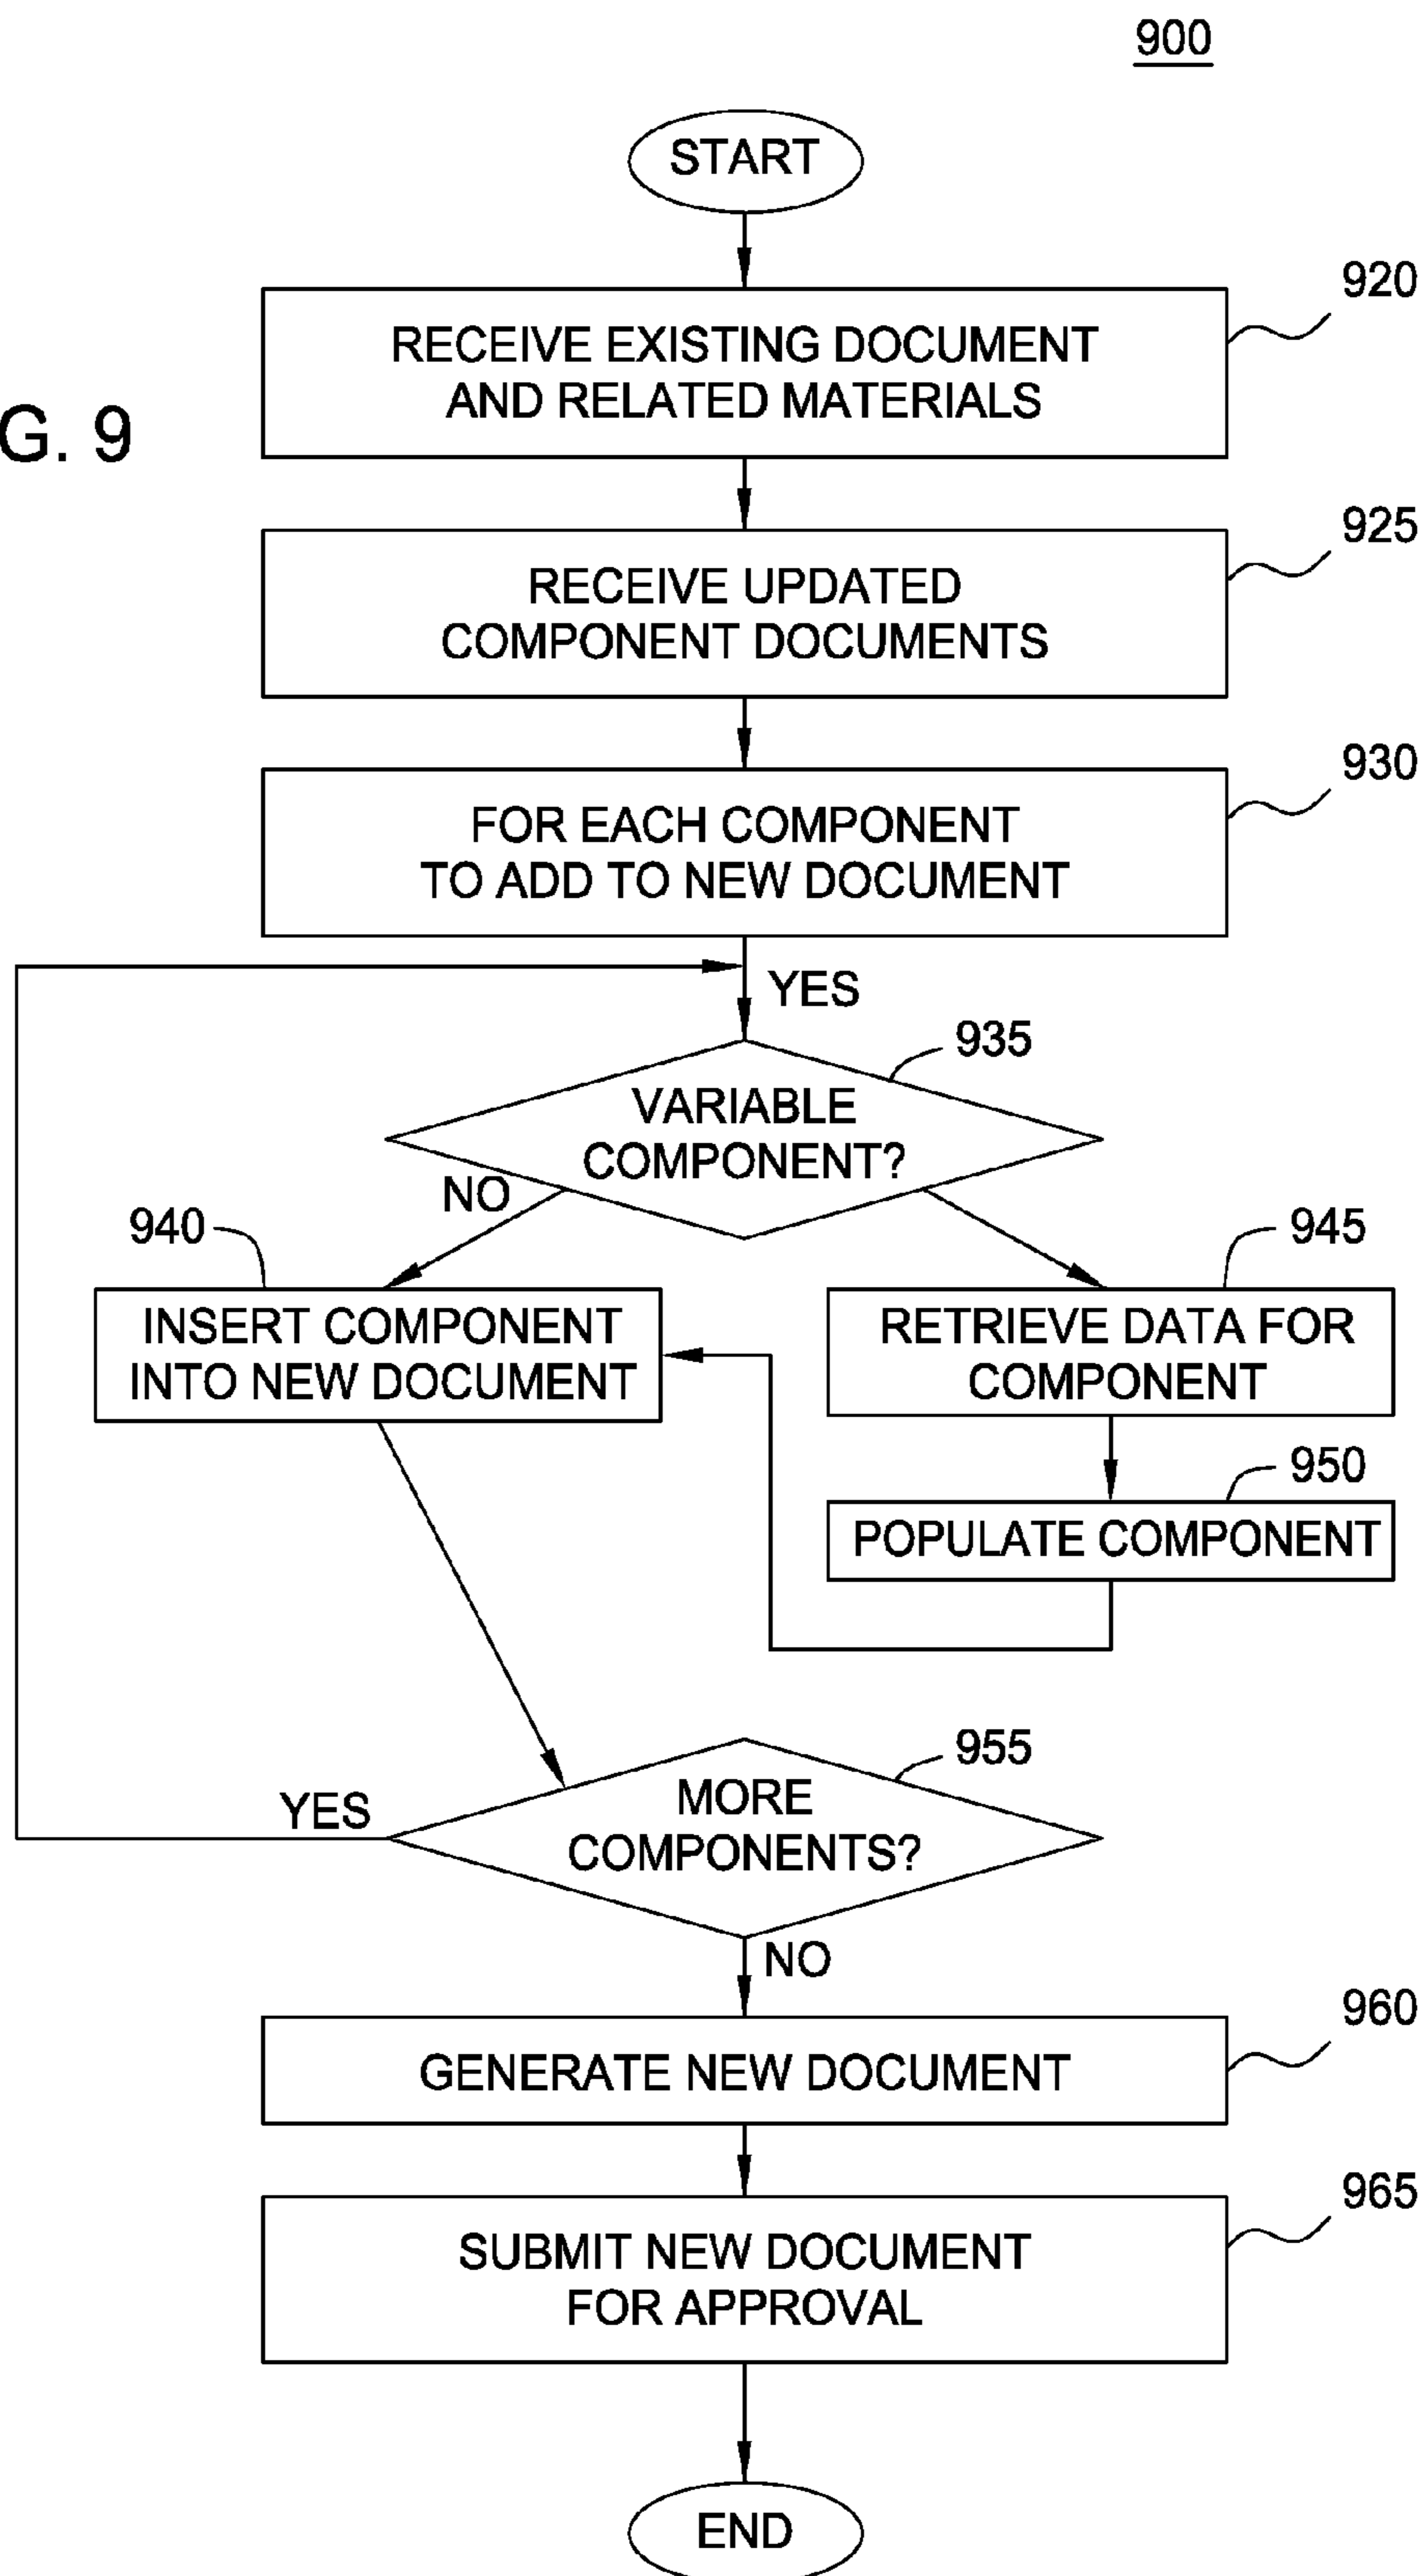 900
START
920
RECEIVE EXISTING DOCUMENT
AND RELATED MATERIALS
G. 9
925
RECEIVE UPDATED
COMPONENT DOCUMENTS
930
FOR EACH COMPONENT
TO ADD TO NEW DOCUMENT
YES
935
VARIABLE
COMPONENT?
NO
940
945
INSERT COMPONENT
INTO NEW DOCUMENT
RETRIEVE DATA FOR
COMPONENT
950
POPULATE COMPONENT
955
MORE
COMPONENTS?
YES
NO
960
GENERATE NEW DOCUMENT
965
SUBMIT NEW DOCUMENT
FOR APPROVAL
END